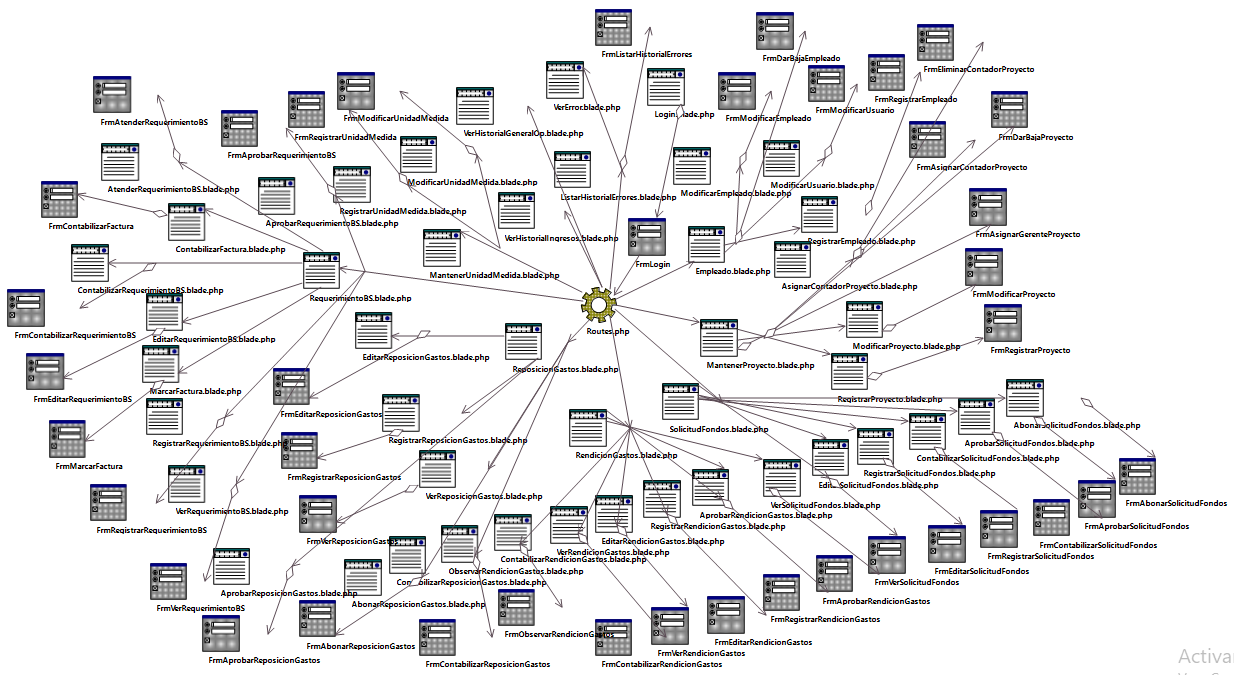 FrmListarHistorialErrores
FrmDarBajaEmpleado
FrmEliminarContadorProyecto
FrmRegistrarEmpleado
VerError.blade.php
Login.blade.php
FrmModificarEmpleado
FrmModificarUsuario
FrmAtenderRequerimientoBS
FrmModificarUnidadMedida
FrmRegistrarUnidadMedida
VerHistorialGeneralOp.blade.php
FrmDarBajaProyecto
FrmAprobarRequerimientoBS
FrmAsignarContadorProyecto
AtenderRequerimientoBS.blade.php
ModificarUnidadMedida.blade.php
ListarHistorialErrores.blade.php
ModificarEmpleado.blade.php
ModificarUsuario.blade.php
FrmContabilizarFactura
AprobarRequerimientoBS.blade.php
RegistrarUnidadMedida.blade.php
VerHistorialIngresos.blade.php
FrmAsignarGerenteProyecto
RegistrarEmpleado.blade.php
ContabilizarFactura.blade.php
MantenerUnidadMedida.blade.php
FrmLogin
Empleado.blade.php
AsignarContadorProyecto.blade.php
ContabilizarRequerimientoBS.blade.php
RequerimientoBS.blade.php
FrmModificarProyecto
FrmContabilizarRequerimientoBS
EditarRequerimientoBS.blade.php
Routes.php
ModificarProyecto.blade.php
FrmRegistrarProyecto
EditarReposicionGastos.blade.php
ReposicionGastos.blade.php
MantenerProyecto.blade.php
FrmEditarRequerimientoBS
MarcarFactura.blade.php
RegistrarProyecto.blade.php
FrmEditarReposicionGastos
RegistrarRequerimientoBS.blade.php
RegistrarReposicionGastos.blade.php
SolicitudFondos.blade.php
AbonarSolicitudFondos.blade.php
RendicionGastos.blade.php
AprobarSolicitudFondos.blade.php
FrmMarcarFactura
FrmRegistrarReposicionGastos
ContabilizarSolicitudFondos.blade.php
RegistrarSolicitudFondos.blade.php
VerReposicionGastos.blade.php
VerRequerimientoBS.blade.php
VerSolicitudFondos.blade.php
FrmAbonarSolicitudFondos
FrmRegistrarRequerimientoBS
AprobarRendicionGastos.blade.php
RegistrarRendicionGastos.blade.php
FrmAprobarSolicitudFondos
FrmVerReposicionGastos
EditarRendicionGastos.blade.php
FrmContabilizarSolicitudFondos
VerRendicionGastos.blade.php
ContabilizarRendicionGastos.blade.php
FrmRegistrarSolicitudFondos
ObservarRendicionGastos.blade.php
FrmEditarSolicitudFondos
ContabilizarReposicionGastos.blade.php
FrmVerSolicitudFondos
AprobarReposicionGastos.blade.php
FrmVerRequerimientoBS
AbonarReposicionGastos.blade.php
FrmAprobarRendicionGastos
FrmRegistrarRendicionGastos
FrmObservarRendicionGastos
FrmAbonarReposicionGastos
FrmEditarRendicionGastos
FrmVerRendicionGastos
FrmAprobarReposicionGastos
FrmContabilizarReposicionGastos
FrmContabilizarRendicionGastos
Activar